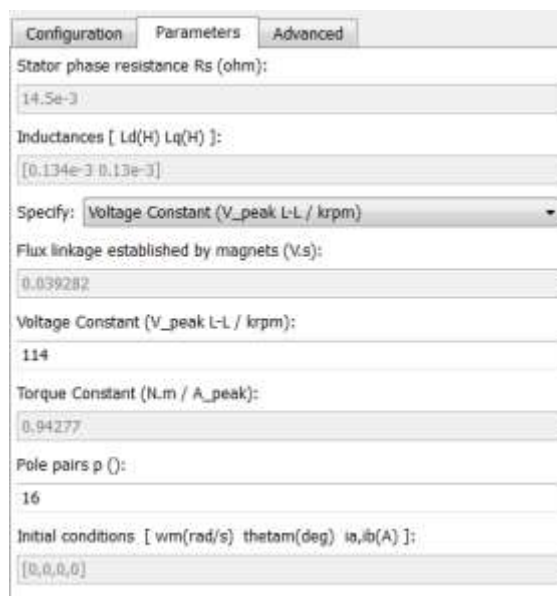 Configuration Parameters Advanced
Stator phase resistance Rs (ohm):
14.5e-3
Inductances [ Ld(H) Lq(H) ]:
[0.134e-3 0.13e-3]
Specify: Voltage Constant (V_peak L-L / krpm)
Flux linkage established by magnets (V.s):
0.039282
Voltage Constant (V_peak L-L / krpm):
114
Torque Constant (N.m / A_peak):
0.94277
Pole pairs p ():
16
Initial conditions [ wm(rad/s) thetam(deg) ia,ib(A) ]:
[0,0,0,0]